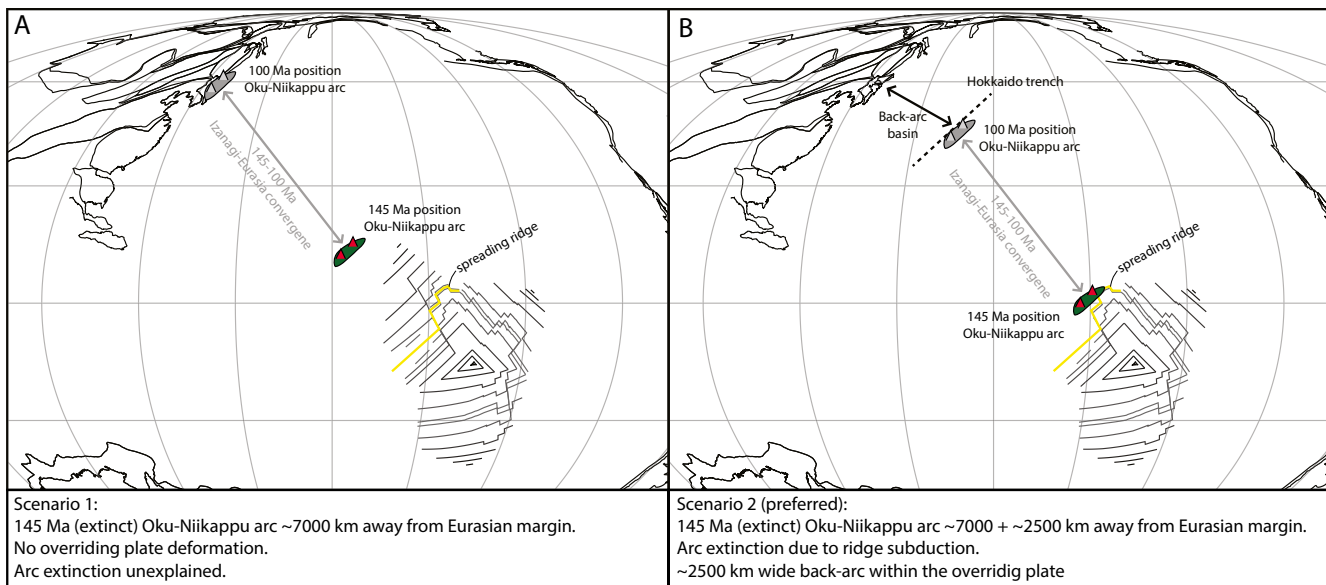 A
100 Ma position
Oku-Niikappu arc
145-100 Ma
Izanagi-Eurasia convergene
145 Ma position
Oku-Niikappu arc
spreading ridge
Scenario 1:
145 Ma (extinct) Oku-Niikappu arc ~7000 km away from Eurasian margin.
No overriding plate deformation.
Arc extinction unexplained.
B
Hokkaido trench
Back-arc
basin
100 Ma position
Oku-Niikappu arc
145-100 Ma
Izanagi-Eurasia convergene
spreading ridge
145 Ma position
Oku-Niikappu arc
Scenario 2 (preferred):
145 Ma (extinct) Oku-Niikappu arc ~7000 + ~2500 km away from Eurasian margin.
Arc extinction due to ridge subduction.
~2500 km wide back-arc within the overridig plate